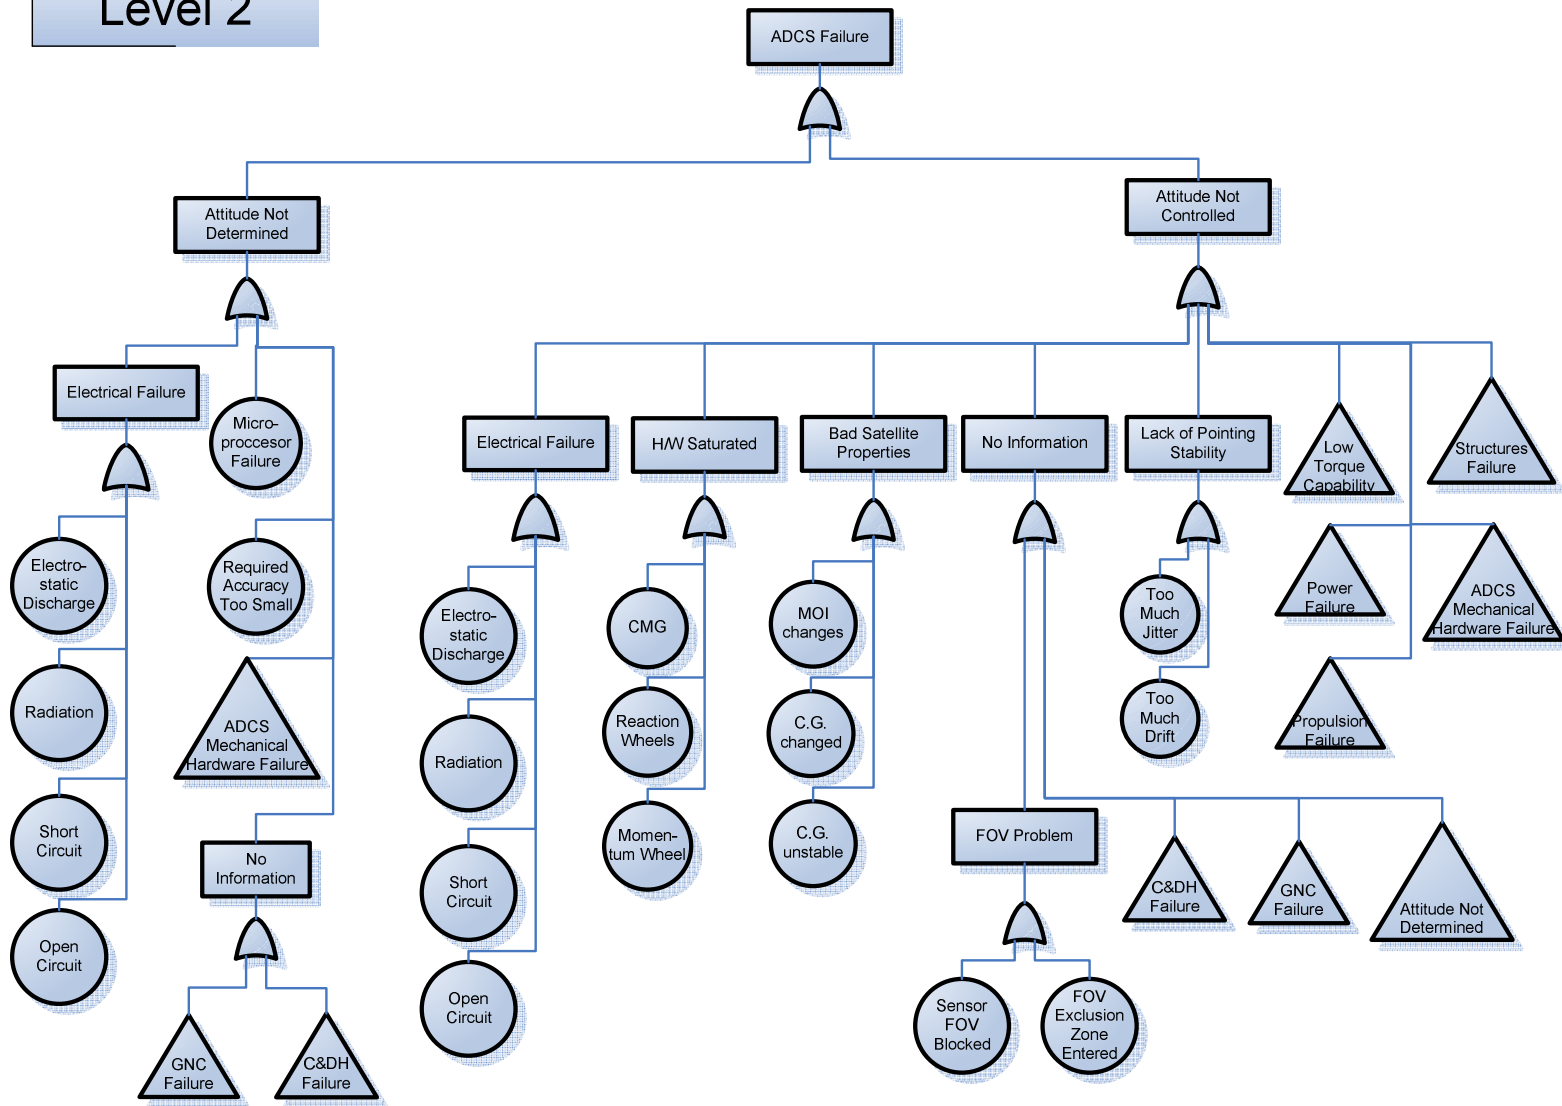 Level 2
ADCS Failure
Attitude Not
Determined
Attitude Not
Controlled
Electrical Failure
Micro-
proccesor
Failure
Electro-
static
Discharge
Required
Accuracy
Too Small
Radiation
ADCS
Mechanical
Hardware Failure
Short
Circuit
No
Information
Open
Circuit
GNC
Failure
C&DH
Failure
Electrical Failure
H/W Saturated
Bad Satellite
Properties
No Information
Lack of Pointing
Stability
Low
Torque
Capability
Structures
Failure
Electro-
static
Discharge
Radiation
Short
Circuit
Open
Circuit
CMG
Reaction
Wheels
Momen-
tum Wheel
MOI
changes
C.G.
changed
C.G.
unstable
Too
Much
Jitter
Too
Much
Drift
Power
Failure
ADCS
Mechanical
Hardware Failure
Propulsion
Failure
FOV Problem
C&DH
Failure
GNC
Failure
Attitude Not
Determined
Sensor
FOV
Blocked
FOV
Exclusion
Zone
Entered